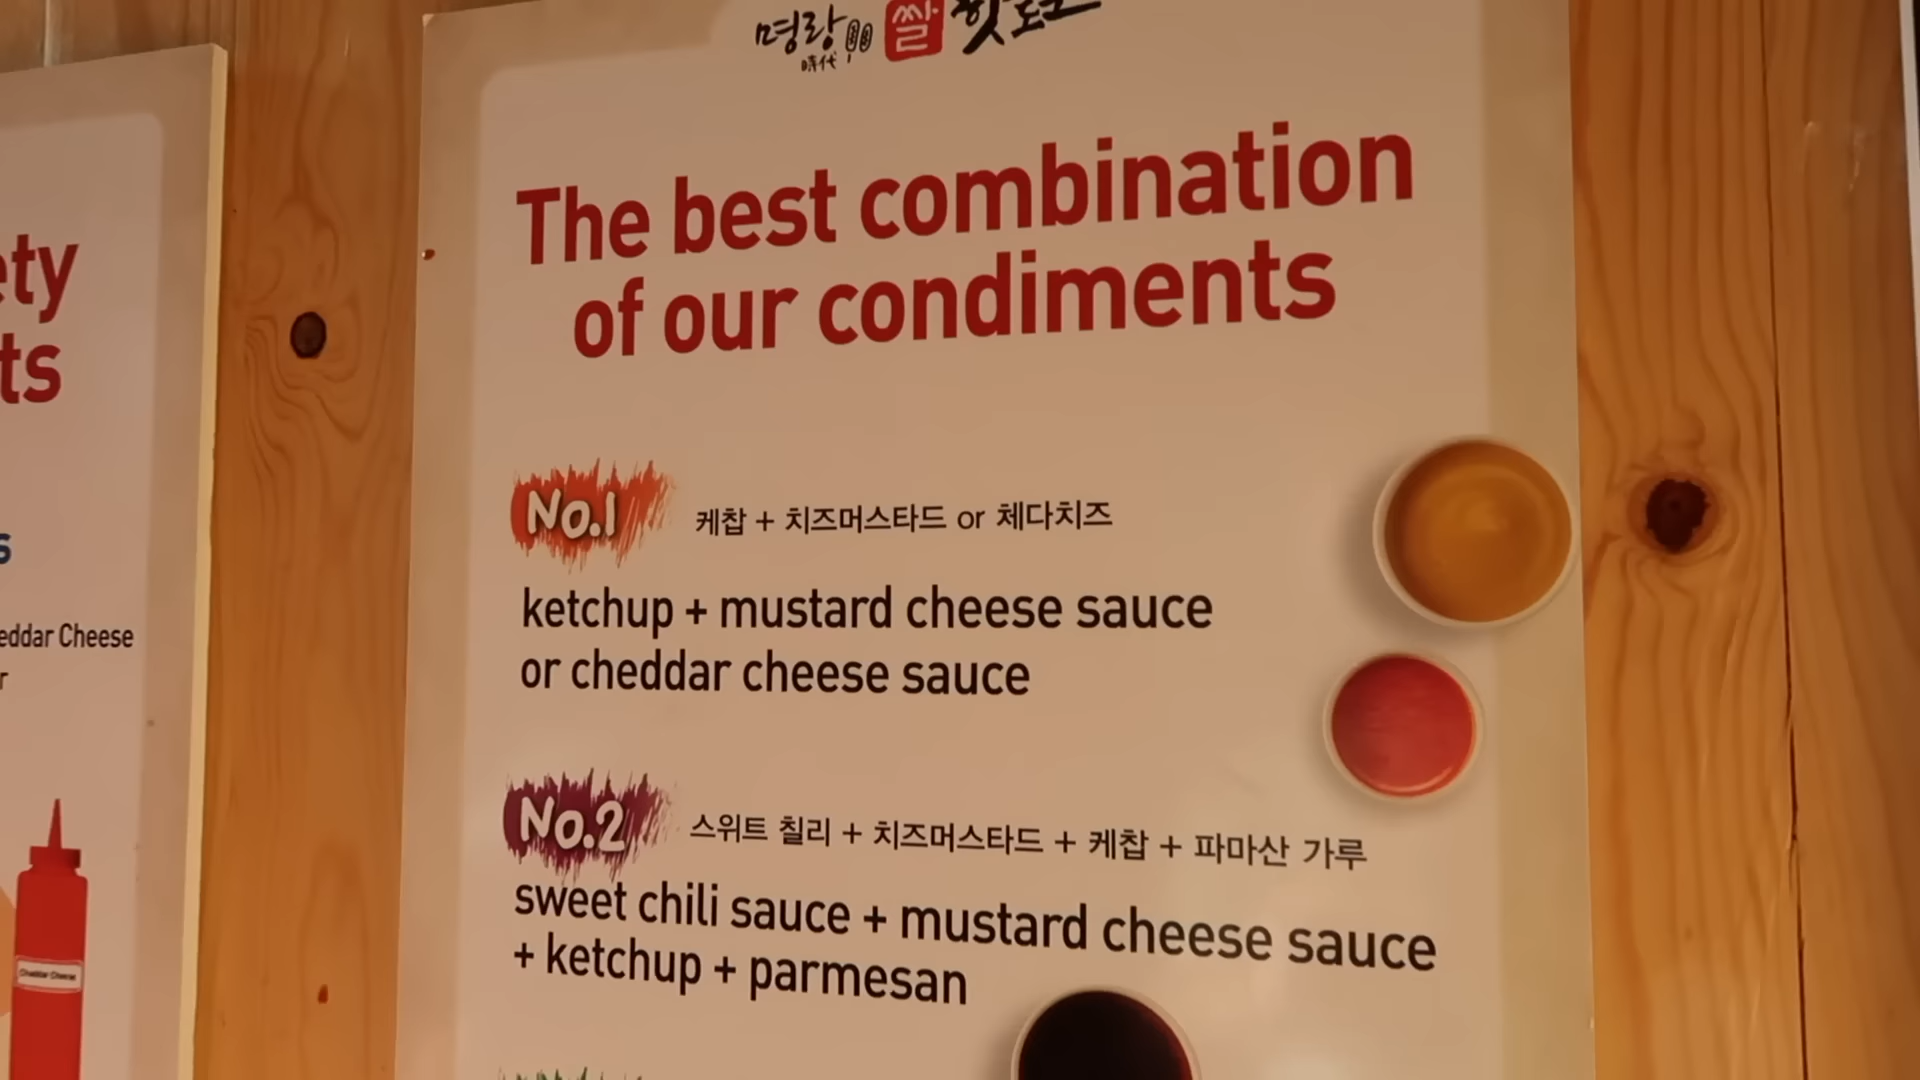 명랑 쌀 핫도그
時代
The best combination
of our condiments
No.1 케찹 + 치즈머스타드 or 체다치즈
ketchup + mustard cheese sauce
or cheddar cheese sauce
No.2 스위트 칠리 + 치즈머스타드 + 케찹 + 파마산 가루
sweet chili sauce + mustard cheese sauce
+ ketchup + parmesan
ety
ts
s
eddar Cheese
r
Cheddar Cheese